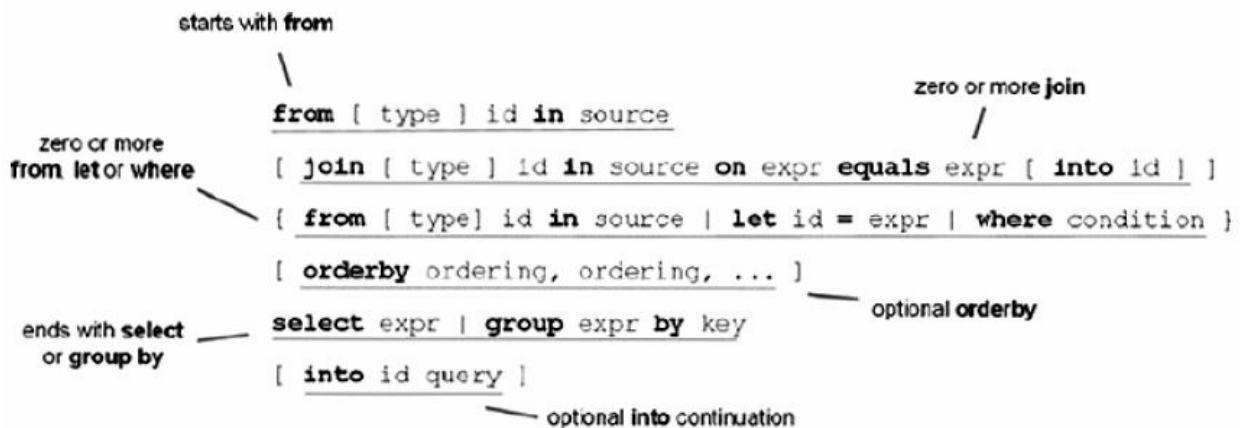 starts with from
zero or more join
from [ type ] id in source
zero or more
from, let or where
[ join [ type ] id in source on expr equals expr [ into id ] ]
{ from [ type] id in source | let id = expr | where condition }
[ orderby ordering, ordering, ... ]
optional orderby
ends with select
or group by
select expr | group expr by key
[ into id query ]
optional into continuation